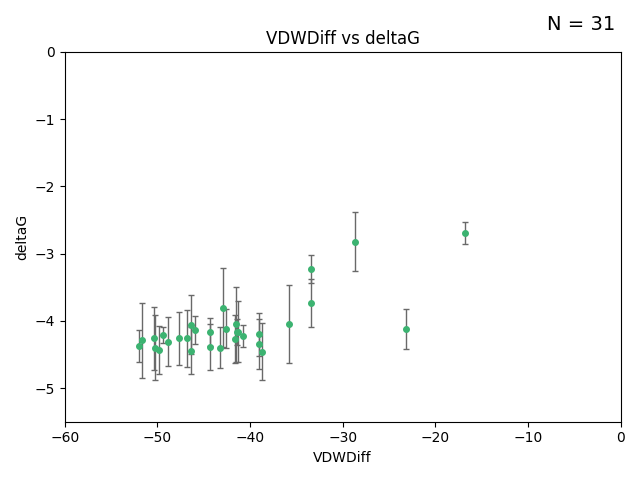 N = 31
VDWDiff vs deltaG
0
−1
−2
−3
−4
−5
deltaG
−60 −50 −40 −30 −20 −10 0
VDWDiff